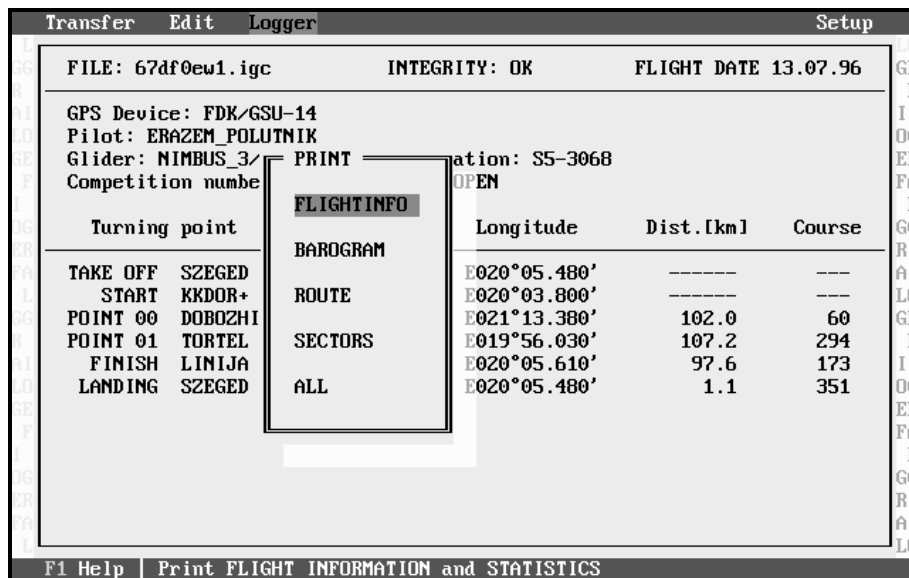 Transfer Edit Logger Setup
FILE: 67df0ew1.igc INTEGRITY: OK FLIGHT DATE 13.07.96
GPS Device: FDK/GSU-14
Pilot: ERAZEM_POLUTNIK
Glider: NIMBUS_3/ ation: S5-3068
Competition numbe OPEN
PRINT
FLIGHTINFO
BAROGRAM
ROUTE
SECTORS
ALL
Turning point Longitude Dist.[km] Course
TAKE OFF SZEGED E020°05.480' ------ ---
START KKDOR+ E020°03.800' ------ ---
POINT 00 DOBOZHI E021°13.380' 102.0 60
POINT 01 TORTEL E019°56.030' 107.2 294
FINISH LINIJA E020°05.610' 97.6 173
LANDING SZEGED E020°05.480' 1.1 351
F1 Help | Print FLIGHT INFORMATION and STATISTICS